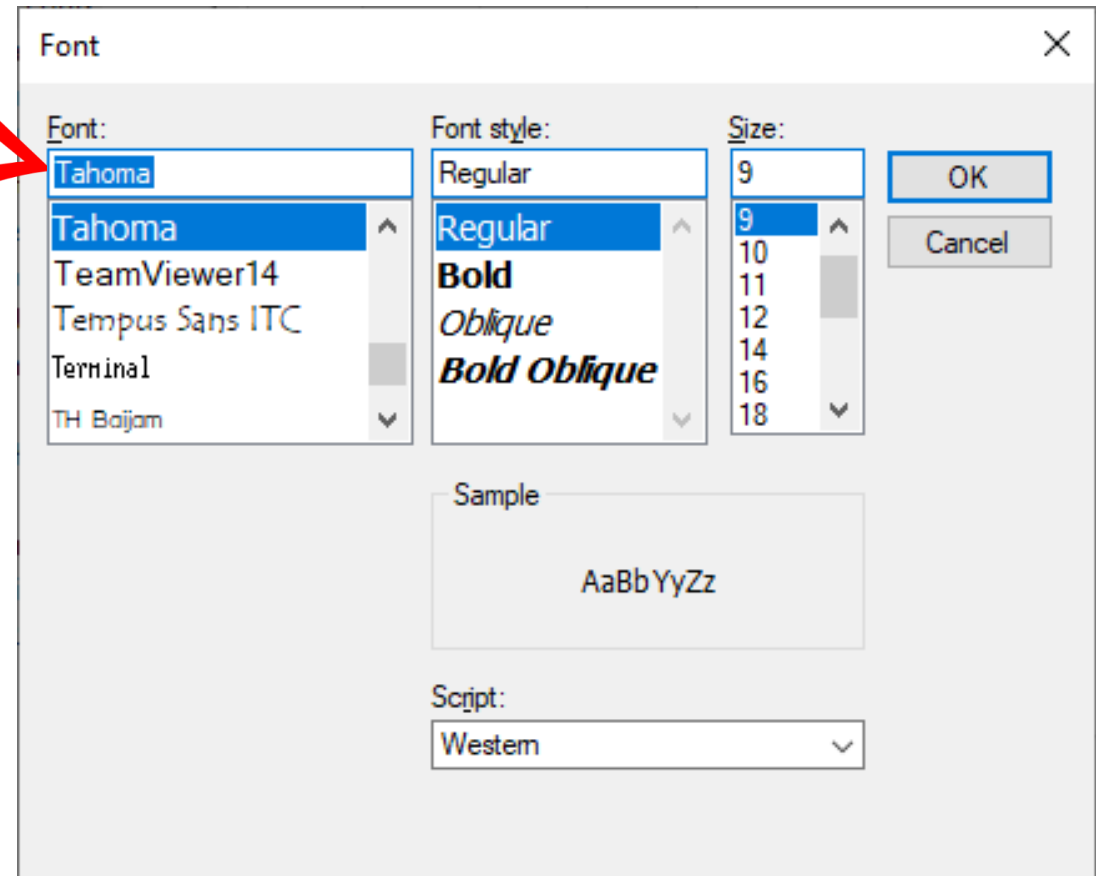 Font
Font:
Tahoma
Tahoma
TeamViewer14
Tempus Sans ITC
Terminal
TH Baijam
Font style:
Regular
Regular
Bold
Oblique
Bold Oblique
Size:
9
9
10
11
12
14
16
18
OK
Cancel
Sample
AaBbYyZz
Script:
Western